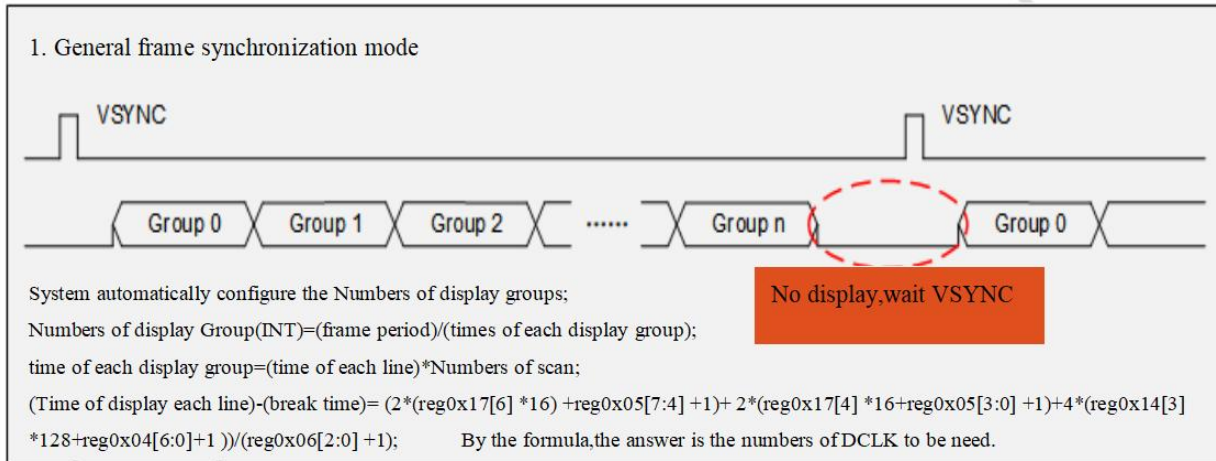 1. General frame synchronization mode
VSYNC VSYNC
Group 0 Group 1 Group 2 ...... Group n Group 0
System automatically configure the Numbers of display groups;
No display,wait VSYNC
Numbers of display Group(INT)=(frame period)/(times of each display group);
time of each display group=(time of each line)*Numbers of scan;
(Time of display each line)-(break time)= (2*(reg0x17[6] *16) +reg0x05[7:4] +1)+ 2*(reg0x17[4] *16+reg0x05[3:0] +1)+4*(reg0x14[3]
*128+reg0x04[6:0]+1 ))/(reg0x06[2:0] +1); By the formula,the answer is the numbers of DCLK to be need.